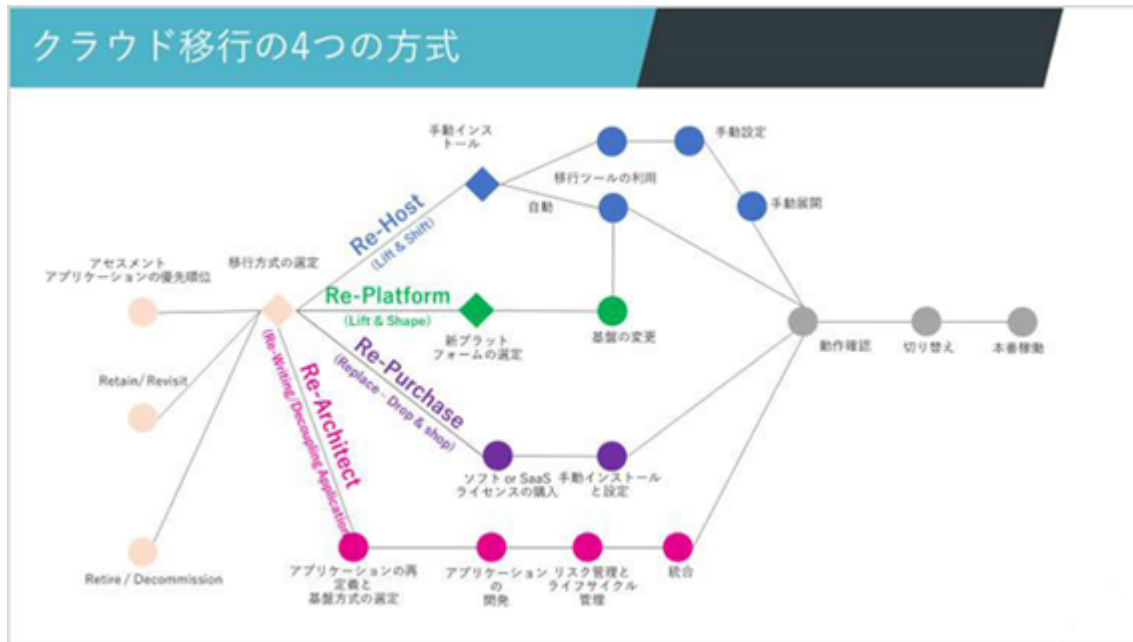 クラウド移行の4つの方式
手動インス
トール
手動設定
移行ツールの利用
自動
手動展開
Re-Host
(Lift & Shift)
アセスメント
アプリケーションの優先順位
移行方式の選定
Re-Platform
(Lift & Shape)
新プラット
フォームの選定
基盤の変更
動作確認
切り替え
本番稼働
Retain/ Revisit
Re-Purchase
(Replace – Drop & shop)
Re-Architect
(Re-Writing/Decoupling Application)
ソフト or SaaS
ライセンスの購入
手動インストール
と設定
Retire / Decommission
アプリケーションの再
定義と
基盤方式の選定
アプリケーション
の
開発
リスク管理と
ライフサイクル
管理
統合